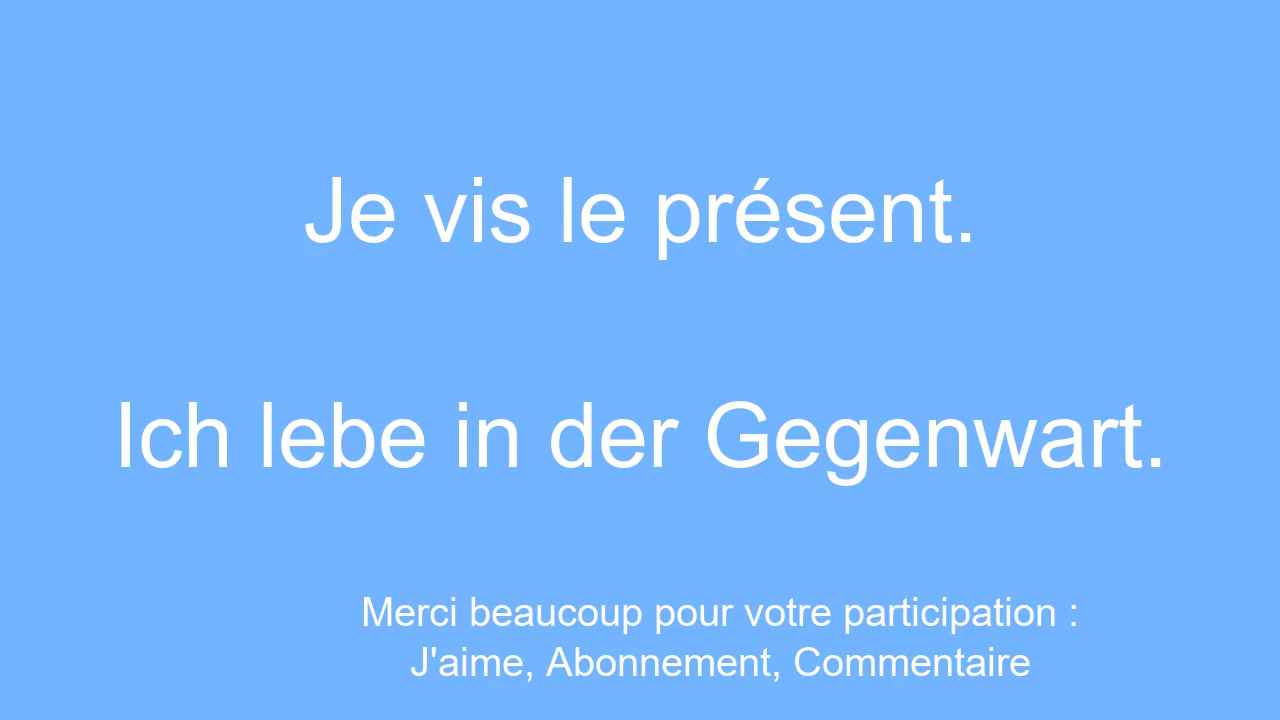 Je vis le présent.
Ich lebe in der Gegenwart.
Merci beaucoup pour votre participation :
J'aime, Abonnement, Commentaire